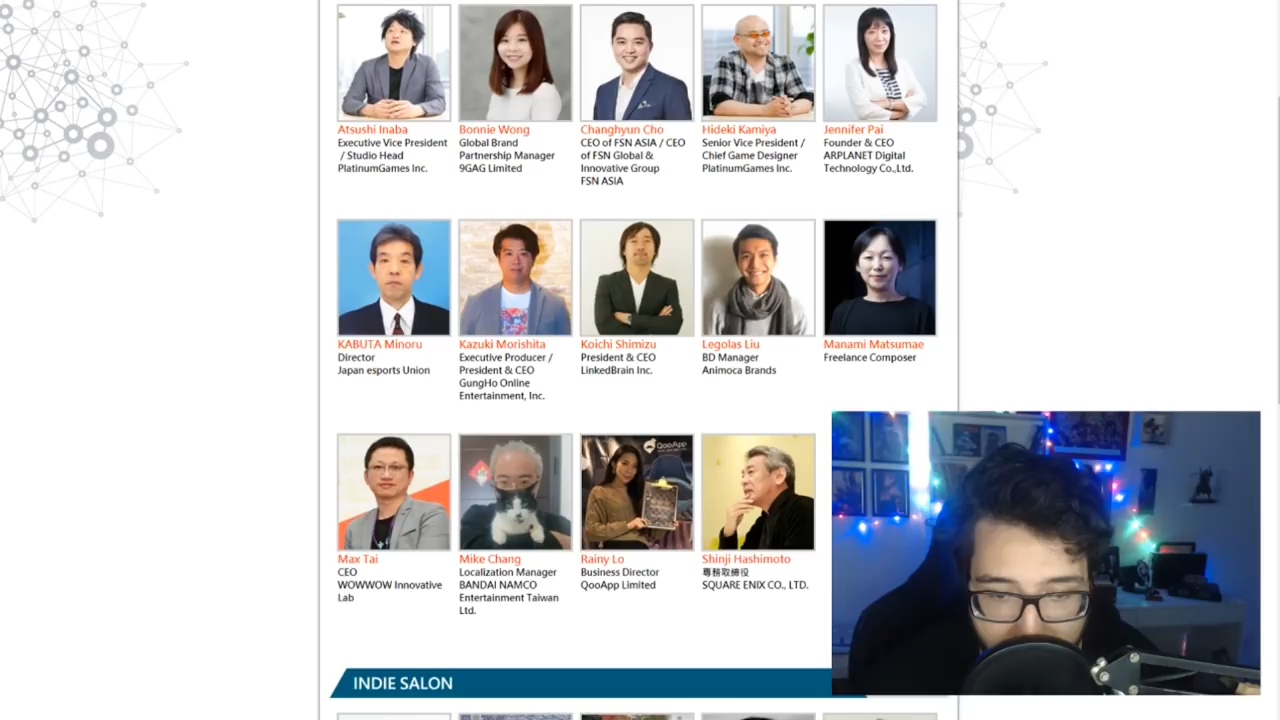 Atsushi Inaba
Executive Vice President
/ Studio Head
PlatinumGames Inc.
Bonnie Wong
Global Brand
Partnership Manager
9GAG Limited
Changhyun Cho
CEO of FSN ASIA / CEO
of FSN Global &
Innovative Group
FSN ASIA
Hideki Kamiya
Senior Vice President /
Chief Game Designer
PlatinumGames Inc.
Jennifer Pai
Founder & CEO
ARPLANET Digital
Technology Co.,Ltd.
KABUTA Minoru
Director
Japan esports Union
Kazuki Morishita
Executive Producer /
President & CEO
GungHo Online
Entertainment, Inc.
Koichi Shimizu
President & CEO
LinkedBrain Inc.
Legolas Liu
BD Manager
Animoca Brands
Manami Matsumae
Freelance Composer
QooApp
Max Tai
CEO
WOWWOW Innovative
Lab
Mike Chang
Localization Manager
BANDAI NAMCO
Entertainment Taiwan
Ltd.
Rainy Lo
Business Director
QooApp Limited
Shinji Hashimoto
專務取締役
SQUARE ENIX CO., LTD.
INDIE SALON